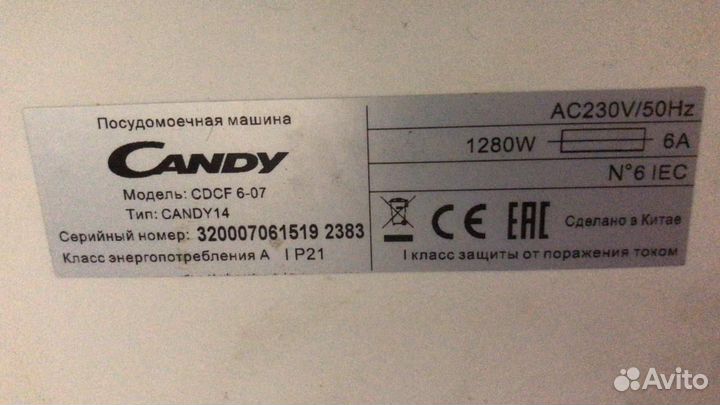 Посудомоечная машина
CANDY
Модель: CDCF 6-07
Тип: CANDY14
Серийный номер: 320007061519 2383
Класс энергопотребления A I P21
AC230V/50Hz
1280W 6A
N°6 IEC
CE EAC Сделано в Китае
I класс защиты от поражения током
Avito